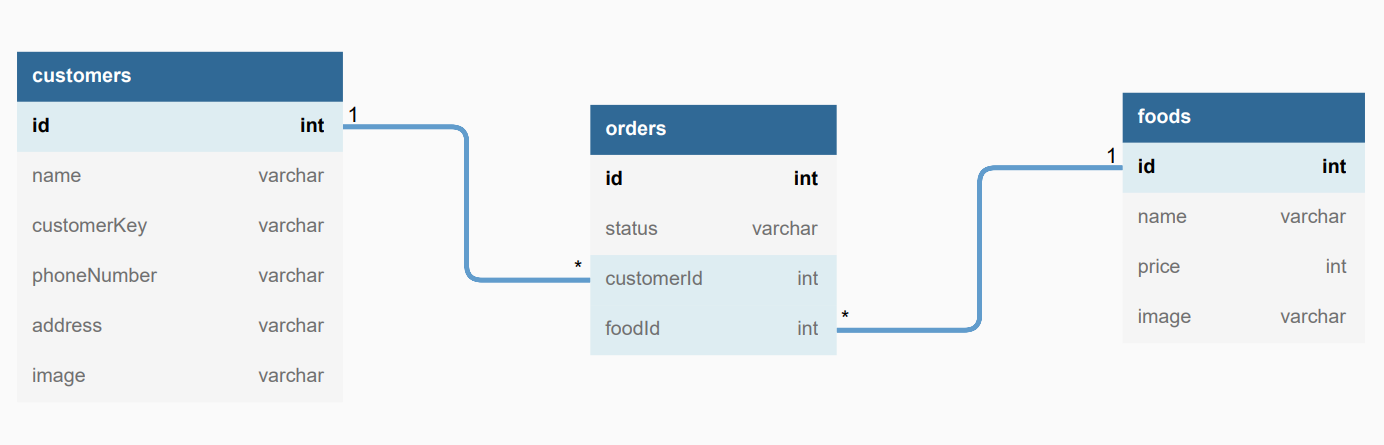 customers
id int
name varchar
customerKey varchar
phoneNumber varchar
address varchar
image varchar
1
*
orders
id int
status varchar
customerId int
foodId int
*
1
foods
id int
name varchar
price int
image varchar